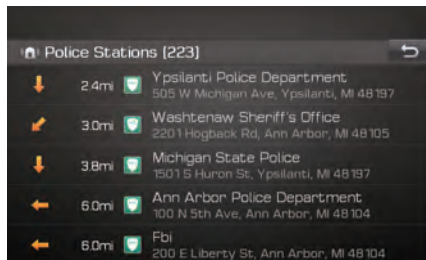 Police Stations (223)
2.4mi Ypsilanti Police Department
505 W Michigan Ave, Ypsilanti, MI 48197
3.0mi Washtenaw Sheriff's Office
2201 Hogback Rd, Ann Arbor, MI 48105
3.8mi Michigan State Police
1501 S Huron St, Ypsilanti, MI 48197
6.0mi Ann Arbor Police Department
100 N 5th Ave, Ann Arbor, MI 48104
6.0mi Fbi
200 E Liberty St, Ann Arbor, MI 48104